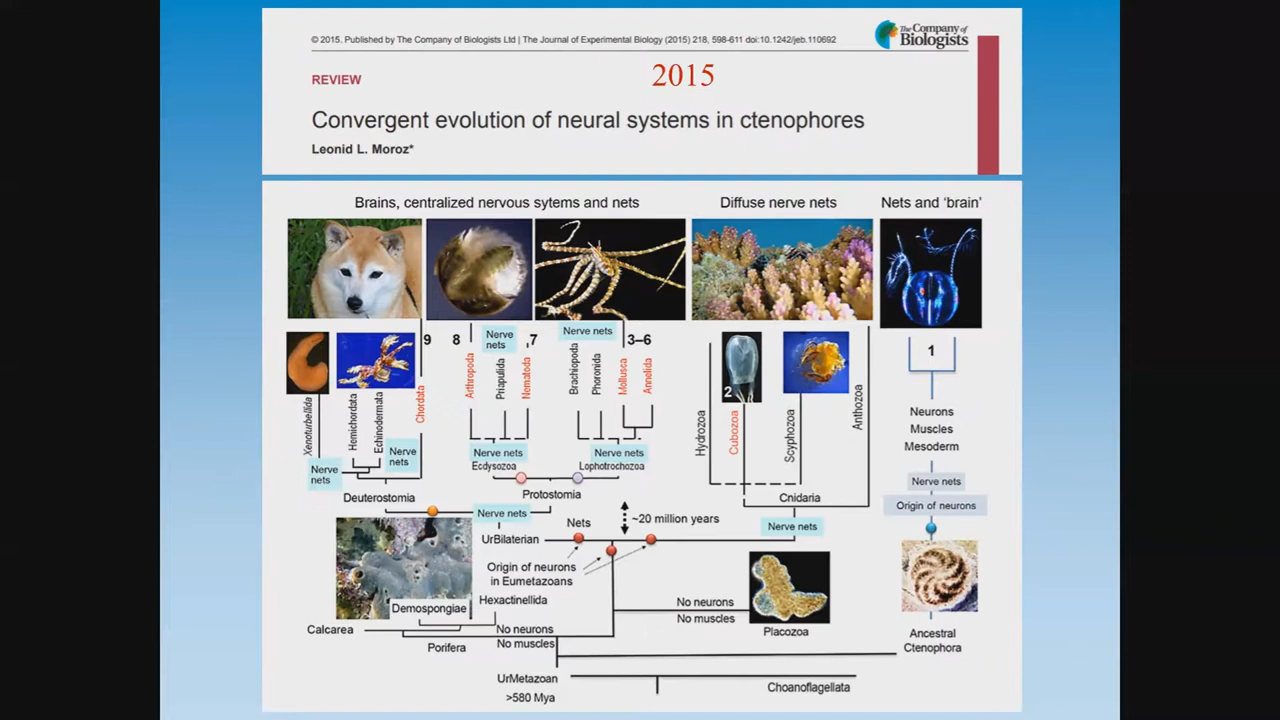 © 2015. Published by The Company of Biologists Ltd | The Journal of Experimental Biology (2015) 218, 598-611 doi:10.1242/jeb.110692
The Company of
Biologists
REVIEW
2015
Convergent evolution of neural systems in ctenophores
Leonid L. Moroz*
Brains, centralized nervous sytems and nets
Diffuse nerve nets
Nets and ‘brain’
9
8
Nerve
nets
7
Nerve nets
3–6
2
1
Xenoturbellida
Hemichordata
Echinodermata
Chordata
Arthropoda
Priapulida
Nematoda
Brachiopoda
Phoronida
Mollusca
Annelida
Hydrozoa
Cubozoa
Scyphozoa
Anthozoa
Neurons
Muscles
Mesoderm
Nerve
nets
Nerve
nets
Nerve nets
Ecdysozoa
Nerve nets
Lophotrochozoa
Nerve nets
Origin of neurons
Deuterostomia
Protostomia
Cnidaria
Nerve nets
Nets
~20 million years
Nerve nets
UrBilaterian
Origin of neurons
in Eumetazoans
Demospongiae
Hexactinellida
No neurons
No muscles
Placozoa
Calcarea
Porifera
No neurons
No muscles
Ancestral
Ctenophora
UrMetazoan
>580 Mya
Choanoflagellata